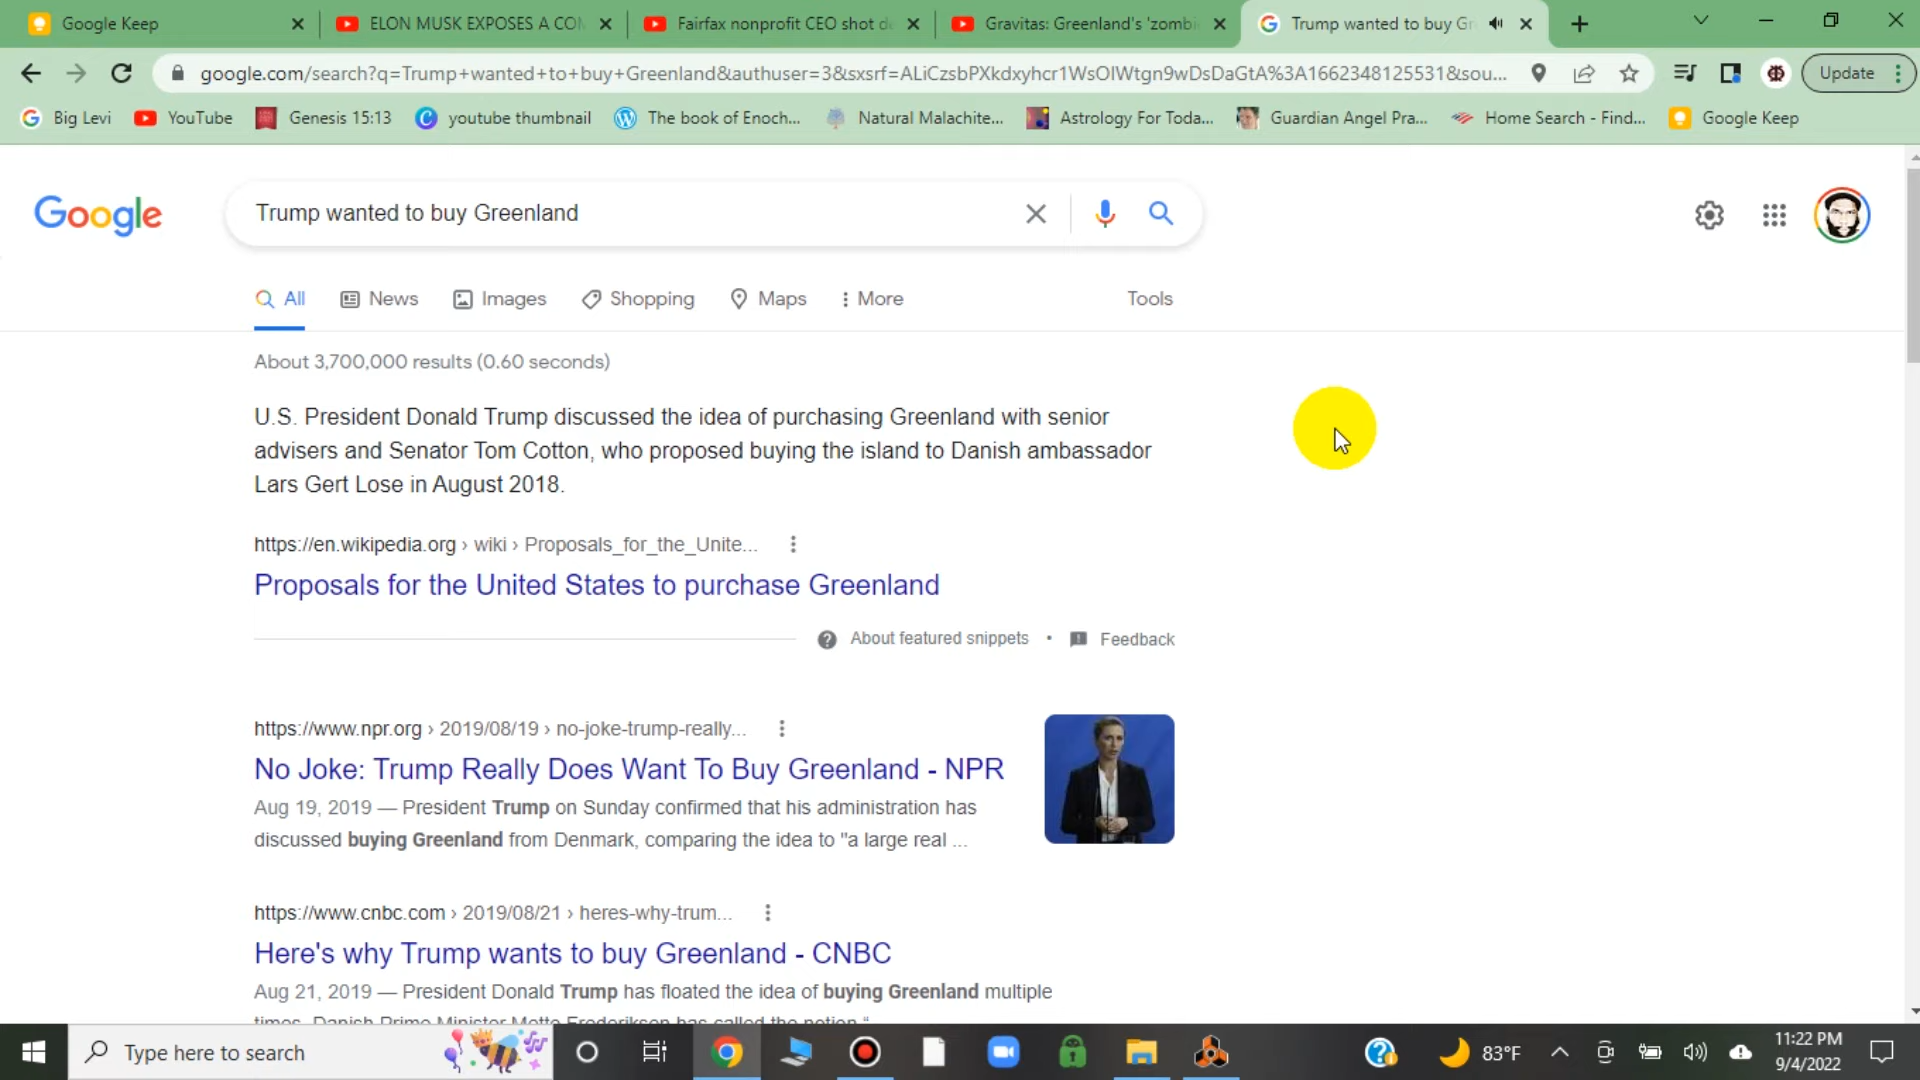 Google Keep
ELON MUSK EXPOSES A CON
Fairfax nonprofit CEO shot de
Gravitas: Greenland's 'zombi
Trump wanted to buy Gr
google.com/search?q=Trump+wanted+to+buy+Greenland&authuser=3&sxsrf=ALiCzsbPXkdxyhcr1WsOlWtgn9wDsDaGtA%3A1662348125531&sou...
Update
Big Levi
YouTube
Genesis 15:13
youtube thumbnail
The book of Enoch...
Natural Malachite...
Astrology For Toda...
Guardian Angel Pra...
Home Search - Find...
Google Keep
Google
Trump wanted to buy Greenland
All
News
Images
Shopping
Maps
More
Tools
About 3,700,000 results (0.60 seconds)
U.S. President Donald Trump discussed the idea of purchasing Greenland with senior
advisers and Senator Tom Cotton, who proposed buying the island to Danish ambassador
Lars Gert Lose in August 2018.
https://en.wikipedia.org › wiki › Proposals_for_the_Unite...
Proposals for the United States to purchase Greenland
About featured snippets • Feedback
https://www.npr.org › 2019/08/19 › no-joke-trump-really...
No Joke: Trump Really Does Want To Buy Greenland - NPR
Aug 19, 2019 — President Trump on Sunday confirmed that his administration has
discussed buying Greenland from Denmark, comparing the idea to "a large real ...
https://www.cnbc.com › 2019/08/21 › heres-why-trum...
Here's why Trump wants to buy Greenland - CNBC
Aug 21, 2019 — President Donald Trump has floated the idea of buying Greenland multiple
times. Danish Prime Minister Mette Frederiksen has called the notion "
Type here to search
83°F
11:22 PM
9/4/2022